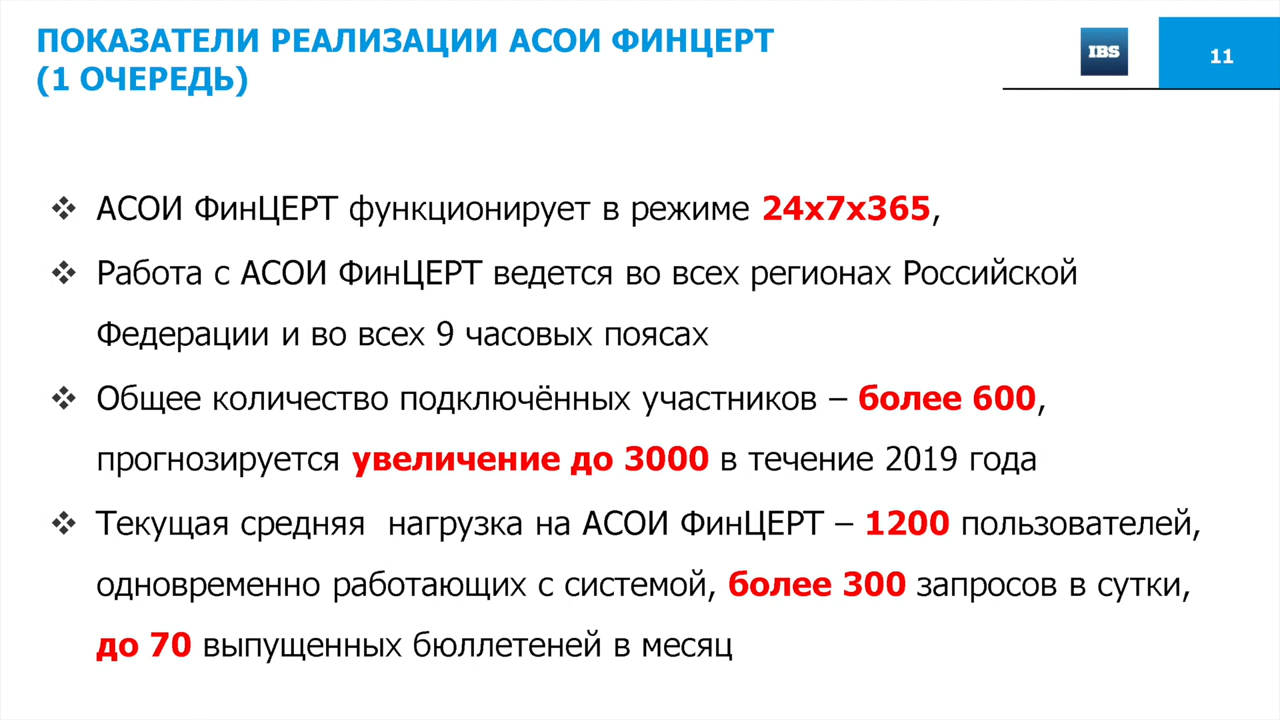 ПОКАЗАТЕЛИ РЕАЛИЗАЦИИ АСОИ ФИНЦЕРТ
(1 ОЧЕРЕДЬ)
IBS
11
❖ АСОИ ФинЦЕРТ функционирует в режиме 24x7x365,
❖ Работа с АСОИ ФинЦЕРТ ведется во всех регионах Российской
Федерации и во всех 9 часовых поясах
❖ Общее количество подключённых участников – более 600,
прогнозируется увеличение до 3000 в течение 2019 года
❖ Текущая средняя  нагрузка на АСОИ ФинЦЕРТ – 1200 пользователей,
одновременно работающих с системой, более 300 запросов в сутки,
до 70 выпущенных бюллетеней в месяц